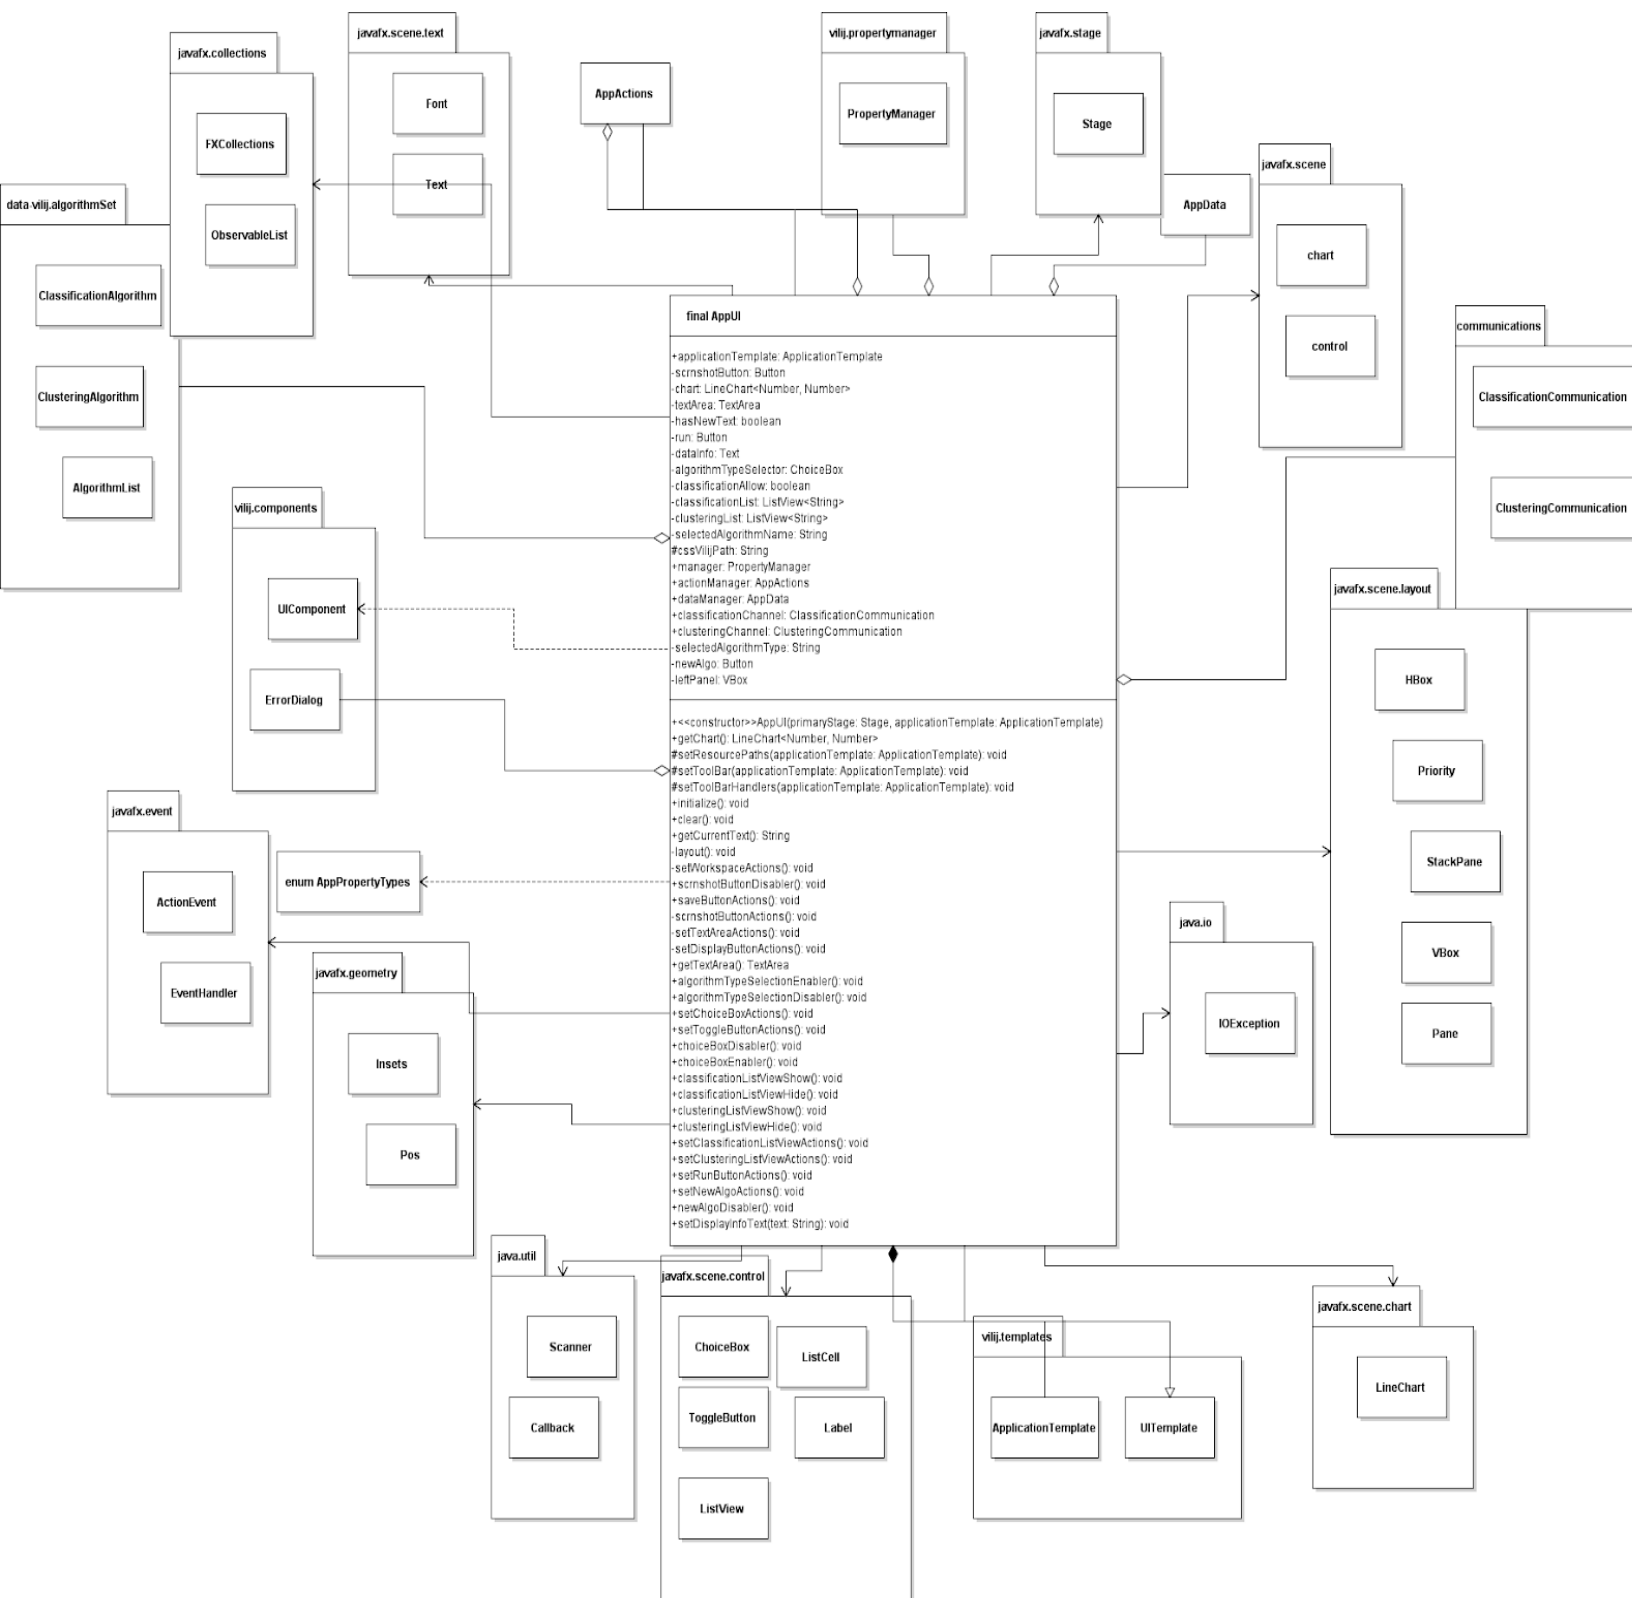 javafx.scene.text
vilij.propertymanager
javafx.stage
javafx.collections
Font
AppActions
PropertyManager
Stage
FXCollections
Text
javafx.scene
data-vilij.algorithmSet
AppData
ObservableList
chart
ClassificationAlgorithm
control
communications
ClusteringAlgorithm
ClassificationCommunication
AlgorithmList
ClusteringCommunication
final AppUI
+applicationTemplate: ApplicationTemplate
-scrnshotButton: Button
-chart: LineChart<Number, Number>
-textArea: TextArea
-hasNewText: boolean
-run: Button
-dataInfo: Text
-algorithmTypeSelector: ChoiceBox
-classificationAllow: boolean
-classificationList: ListView<String>
-clusteringList: ListView<String>
-selectedAlgorithmName: String
#cssVilijPath: String
+manager: PropertyManager
+actionManager: AppActions
+dataManager: AppData
+classificationChannel: ClassificationCommunication
+clusteringChannel: ClusteringCommunication
-selectedAlgorithmType: String
-newAlgo: Button
-leftPanel: VBox
+<<constructor>>AppUI(primaryStage: Stage, applicationTemplate: ApplicationTemplate)
+getChart(): LineChart<Number, Number>
#setResourcePaths(applicationTemplate: ApplicationTemplate): void
#setToolBar(applicationTemplate: ApplicationTemplate): void
#setToolBarHandlers(applicationTemplate: ApplicationTemplate): void
+initialize(): void
+clear(): void
+getCurrentText(): String
-layout(): void
-setWorkspaceActions(): void
+scrnshotButtonDisabler(): void
+saveButtonActions(): void
-scrnshotButtonActions(): void
-setTextAreaActions(): void
-setDisplayButtonActions(): void
+getTextArea(): TextArea
+algorithmTypeSelectionEnabler(): void
+algorithmTypeSelectionDisabler(): void
+setChoiceBoxActions(): void
+setToggleButtonActions(): void
+choiceBoxDisabler(): void
+choiceBoxEnabler(): void
+classificationListViewShow(): void
+classificationListViewHide(): void
+clusteringListViewShow(): void
+clusteringListViewHide(): void
+setClassificationListViewActions(): void
+setClusteringListViewActions(): void
+setRunButtonActions(): void
+setNewAlgoActions(): void
+newAlgoDisabler(): void
+setDisplayInfoText(text: String): void
vilij.components
UIComponent
ErrorDialog
javafx.scene.layout
HBox
Priority
StackPane
VBox
Pane
javafx.event
ActionEvent
EventHandler
enum AppPropertyTypes
java.io
IOException
javafx.geometry
Insets
Pos
java.util
Scanner
Callback
javafx.scene.control
ChoiceBox
ListCell
ToggleButton
Label
ListView
vilij.templates
ApplicationTemplate
UITemplate
javafx.scene.chart
LineChart